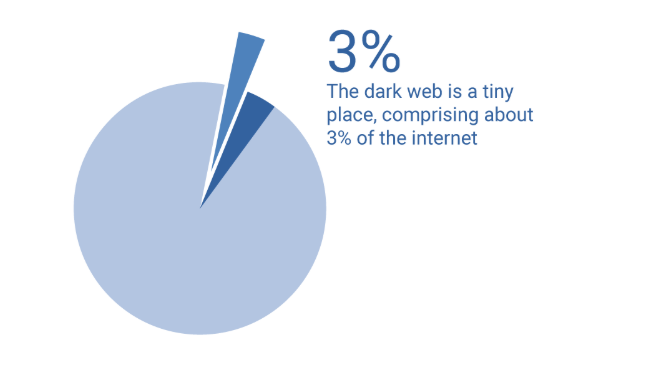 3%
The dark web is a tiny
place, comprising about
3% of the internet